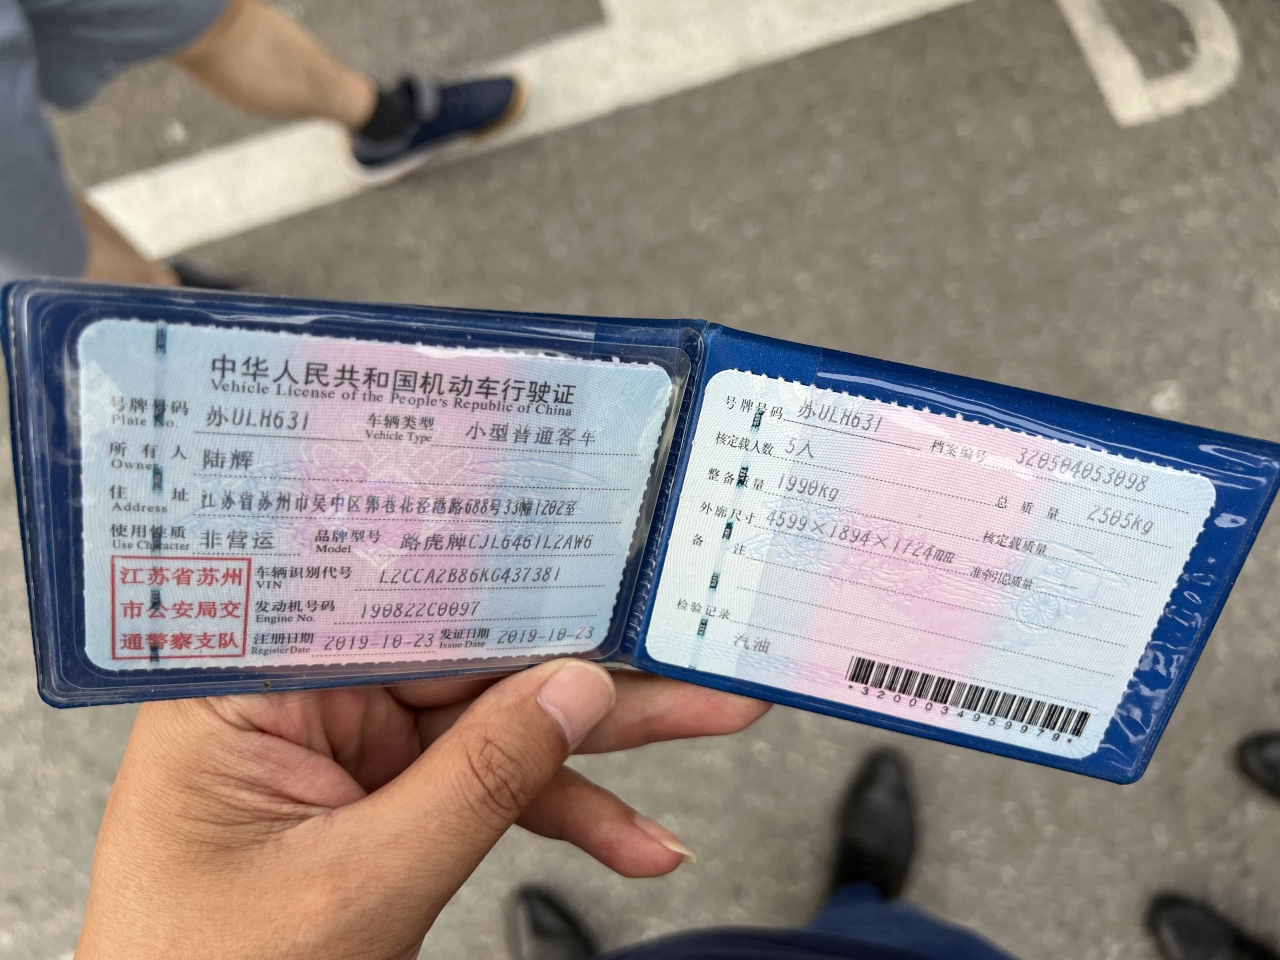 中华人民共和国机动车行驶证
Vehicle License of the People's Republic of China
号牌号码 苏ULH631 车辆类型 小型普通客车
Plate No. Vehicle Type
所有人 陆辉
Owner
住址 江苏省苏州市吴中区郭巷花泾港路688号33幢1202室
Address
使用性质 非营运 品牌型号 路虎牌CJL6461L2AW6
Use Character Model
江苏省苏州
市公安局交
通警察支队
车辆识别代号 L2CCA2B86KG437381
VIN
发动机号码 190822C0097
Engine No.
注册日期 2019-10-23 发证日期 2019-10-23
Register Date Issue Date
号牌号码 苏ULH631 档案编号 320504053098
核定载人数 5人 总质量 2505kg
整备质量 1990kg 核定载质量
外廓尺寸 4599×1894×1724mm 准牵引总质量
备注
检验记录
汽油
*3200034959979*
D